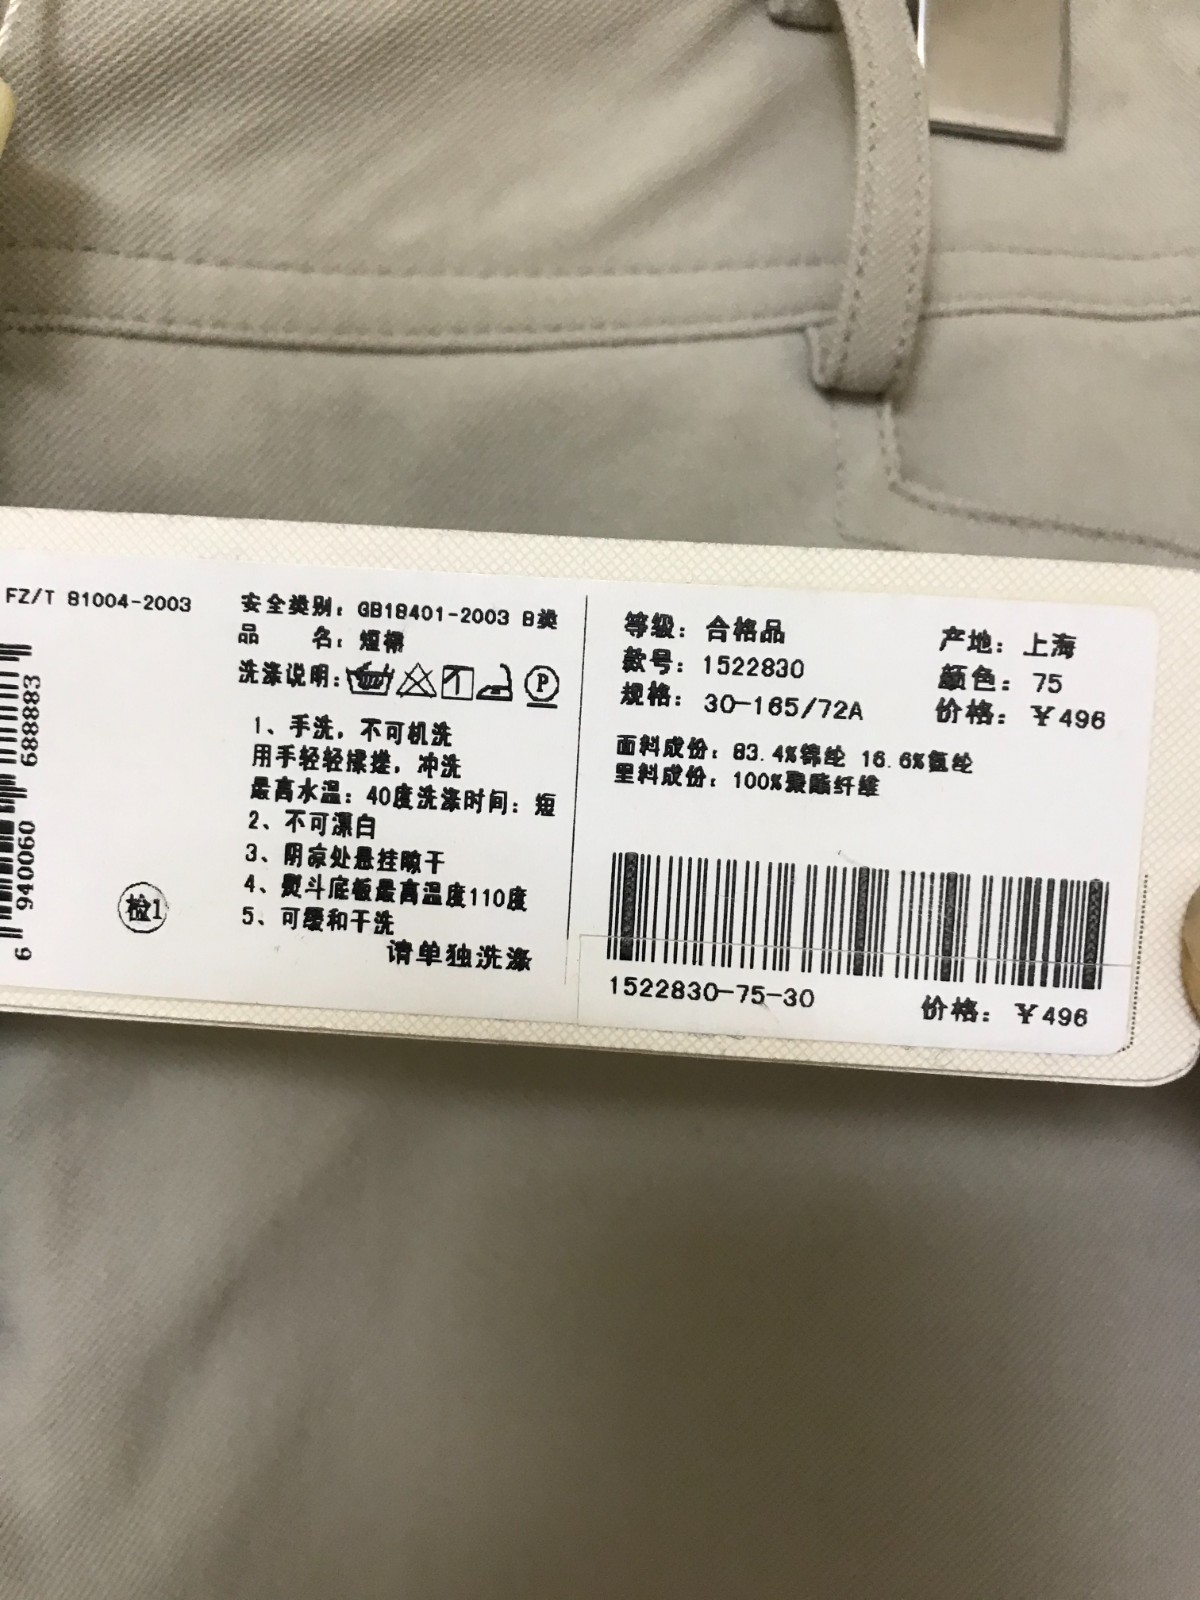 FZ/T 81004-2003
6 940060 688883
检1
安全类别：GB18401-2003 B类
品 名：短裙
洗涤说明：
P
1、手洗，不可机洗
用手轻轻揉搓，冲洗
最高水温：40度洗涤时间：短
2、不可漂白
3、阴凉处悬挂晾干
4、熨斗底板最高温度110度
5、可缓和干洗
请单独洗涤
等级：合格品
产地：上海
款号：1522830
颜色：75
规格：30-165/72A
价格：￥496
面料成份：83.4%锦纶 16.6%氨纶
里料成份：100%聚酯纤维
1522830-75-30
价格：￥496